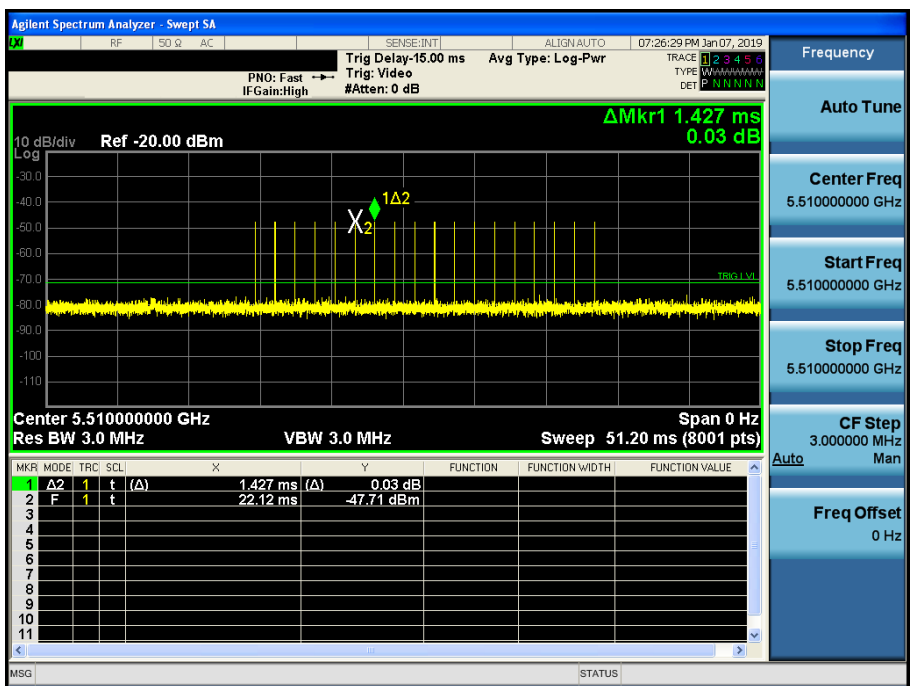 Agilent Spectrum Analyzer - Swept SA
LXI RF 50 Ω AC SENSE:INT ALIGN AUTO 07:26:29 PM Jan 07, 2019
Frequency
Trig Delay-15.00 ms Avg Type: Log-Pwr TRACE 1 2 3 4 5 6
PNO: Fast Trig: Video TYPE WWWWWW
IFGain:High #Atten: 0 dB DET P N N N N N
Auto Tune
ΔMkr1 1.427 ms
10 dB/div Ref -20.00 dBm 0.03 dB
Log
-30.0
-40.0
-50.0
-60.0
-70.0
-80.0
-90.0
-100
-110
1Δ2
X2
TRIG LVL
Center Freq
5.510000000 GHz
Start Freq
5.510000000 GHz
Stop Freq
5.510000000 GHz
Center 5.510000000 GHz Span 0 Hz
Res BW 3.0 MHz VBW 3.0 MHz Sweep 51.20 ms (8001 pts)
CF Step
3.000000 MHz
Auto Man
Freq Offset
0 Hz
MKR MODE TRC SCL X Y FUNCTION FUNCTION WIDTH FUNCTION VALUE
1 Δ2 1 t (Δ) 1.427 ms (Δ) 0.03 dB
2 F 1 t 22.12 ms -47.71 dBm
3
4
5
6
7
8
9
10
11
MSG STATUS